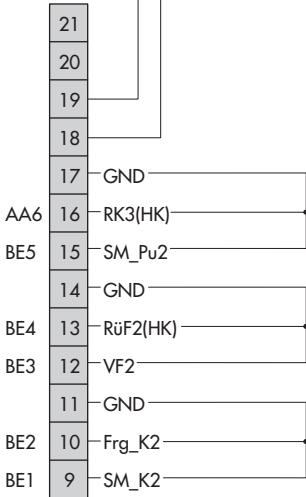 21
20
19
18
17 GND
AA6 16 RK3(HK)
BE5 15 SM_Pu2
14 GND
BE4 13 RüF2(HK)
BE3 12 VF2
11 GND
BE2 10 Frg_K2
BE1 9 SM_K2